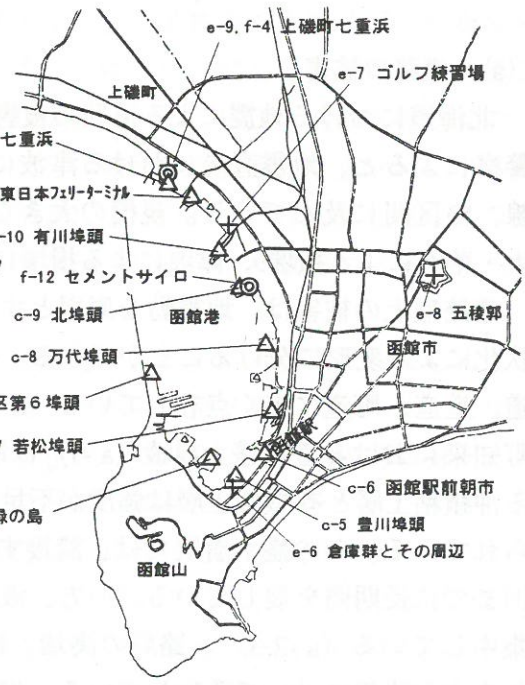 e-9, f-4 上磯町七重浜
e-7 ゴルフ練習場
上磯町
七重浜
東日本フェリーターミナル
-10 有川埠頭
f-12 セメントサイロ
c-9 北埠頭
函館港
e-8 五稜郭
函館市
c-8 万代埠頭
区第6埠頭
7 若松埠頭
函館駅
c-6 函館駅前朝市
緑の島
c-5 豊川埠頭
e-6 倉庫群とその周辺
函館山